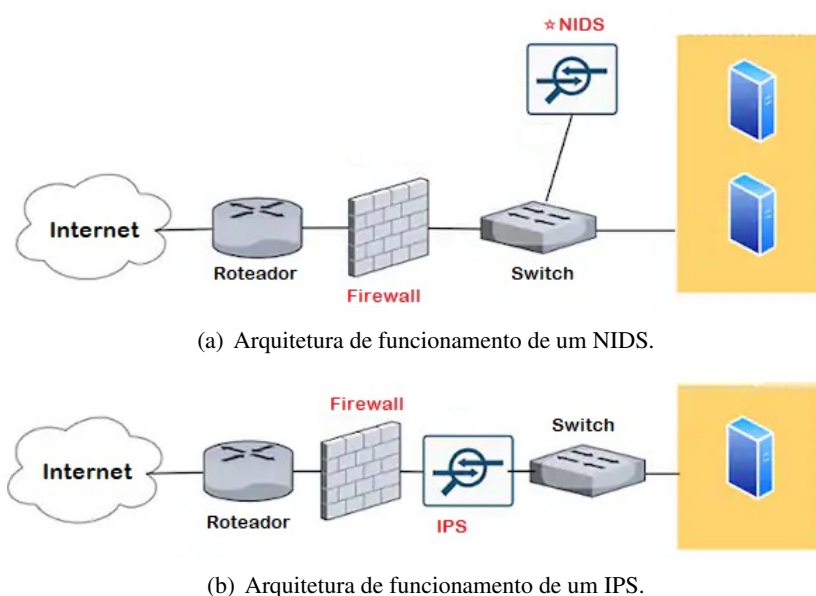 ☆ NIDS
Internet
Roteador
Firewall
Switch
(a) Arquitetura de funcionamento de um NIDS.
Firewall
Switch
Internet
Roteador
IPS
(b) Arquitetura de funcionamento de um IPS.